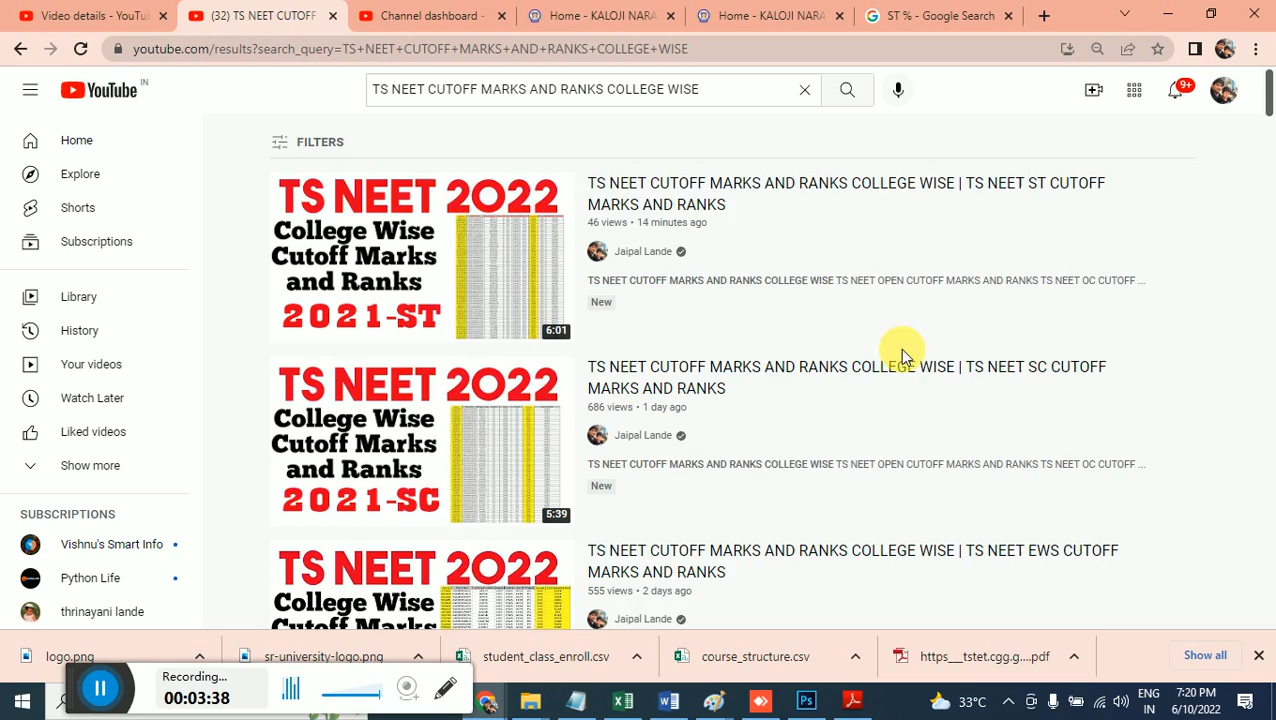 Video details - YouTu
(32) TS NEET CUTOFF
Channel dashboard -
Home - KALOJI NARA
Home - KALOJI NARA
ST % - Google Search
youtube.com/results?search_query=TS+NEET+CUTOFF+MARKS+AND+RANKS+COLLEGE+WISE
YouTube IN
TS NEET CUTOFF MARKS AND RANKS COLLEGE WISE
9+
Home
Explore
Shorts
Subscriptions
Library
History
Your videos
Watch Later
Liked videos
Show more
SUBSCRIPTIONS
Vishnu's Smart Info
Python Life
thrinayani lande
FILTERS
TS NEET 2022
College Wise
Cutoff Marks
and Ranks
2021-ST
6:01
TS NEET CUTOFF MARKS AND RANKS COLLEGE WISE | TS NEET ST CUTOFF
MARKS AND RANKS
46 views • 14 minutes ago
Jaipal Lande
TS NEET CUTOFF MARKS AND RANKS COLLEGE WISE TS NEET OPEN CUTOFF MARKS AND RANKS TS NEET OC CUTOFF ...
New
TS NEET 2022
College Wise
Cutoff Marks
and Ranks
2021-SC
5:39
TS NEET CUTOFF MARKS AND RANKS COLLEGE WISE | TS NEET SC CUTOFF
MARKS AND RANKS
686 views • 1 day ago
Jaipal Lande
TS NEET CUTOFF MARKS AND RANKS COLLEGE WISE TS NEET OPEN CUTOFF MARKS AND RANKS TS NEET OC CUTOFF ...
New
TS NEET 2022
College Wise
Cutoff Marks
TS NEET CUTOFF MARKS AND RANKS COLLEGE WISE | TS NEET EWS CUTOFF
MARKS AND RANKS
555 views • 2 days ago
Jaipal Lande
logo.png
sr-university-logo.png
student_class_enroll.csv
course_structure.csv
https___tstet.cgg.g....pdf
Show all
Recording...
00:03:38
33°C
ENG
IN
7:20 PM
6/10/2022